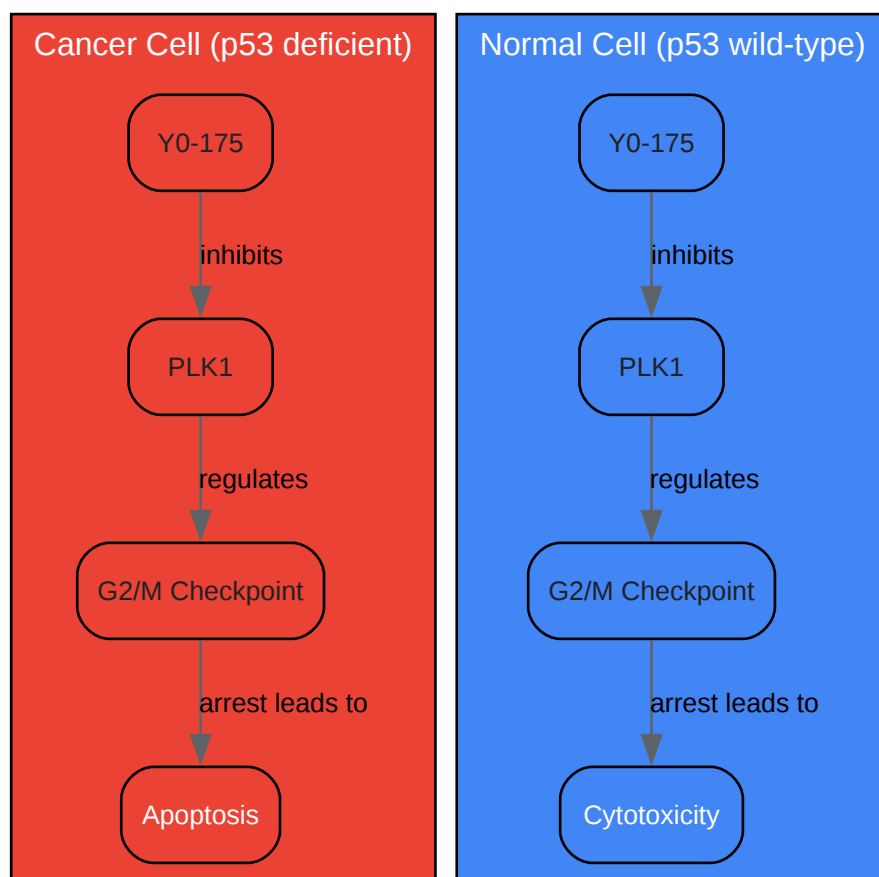 Cancer Cell (p53 deficient)
Y0-175
inhibits
PLK1
regulates
G2/M Checkpoint
arrest leads to
Apoptosis
Normal Cell (p53 wild-type)
Y0-175
inhibits
PLK1
regulates
G2/M Checkpoint
arrest leads to
Cytotoxicity